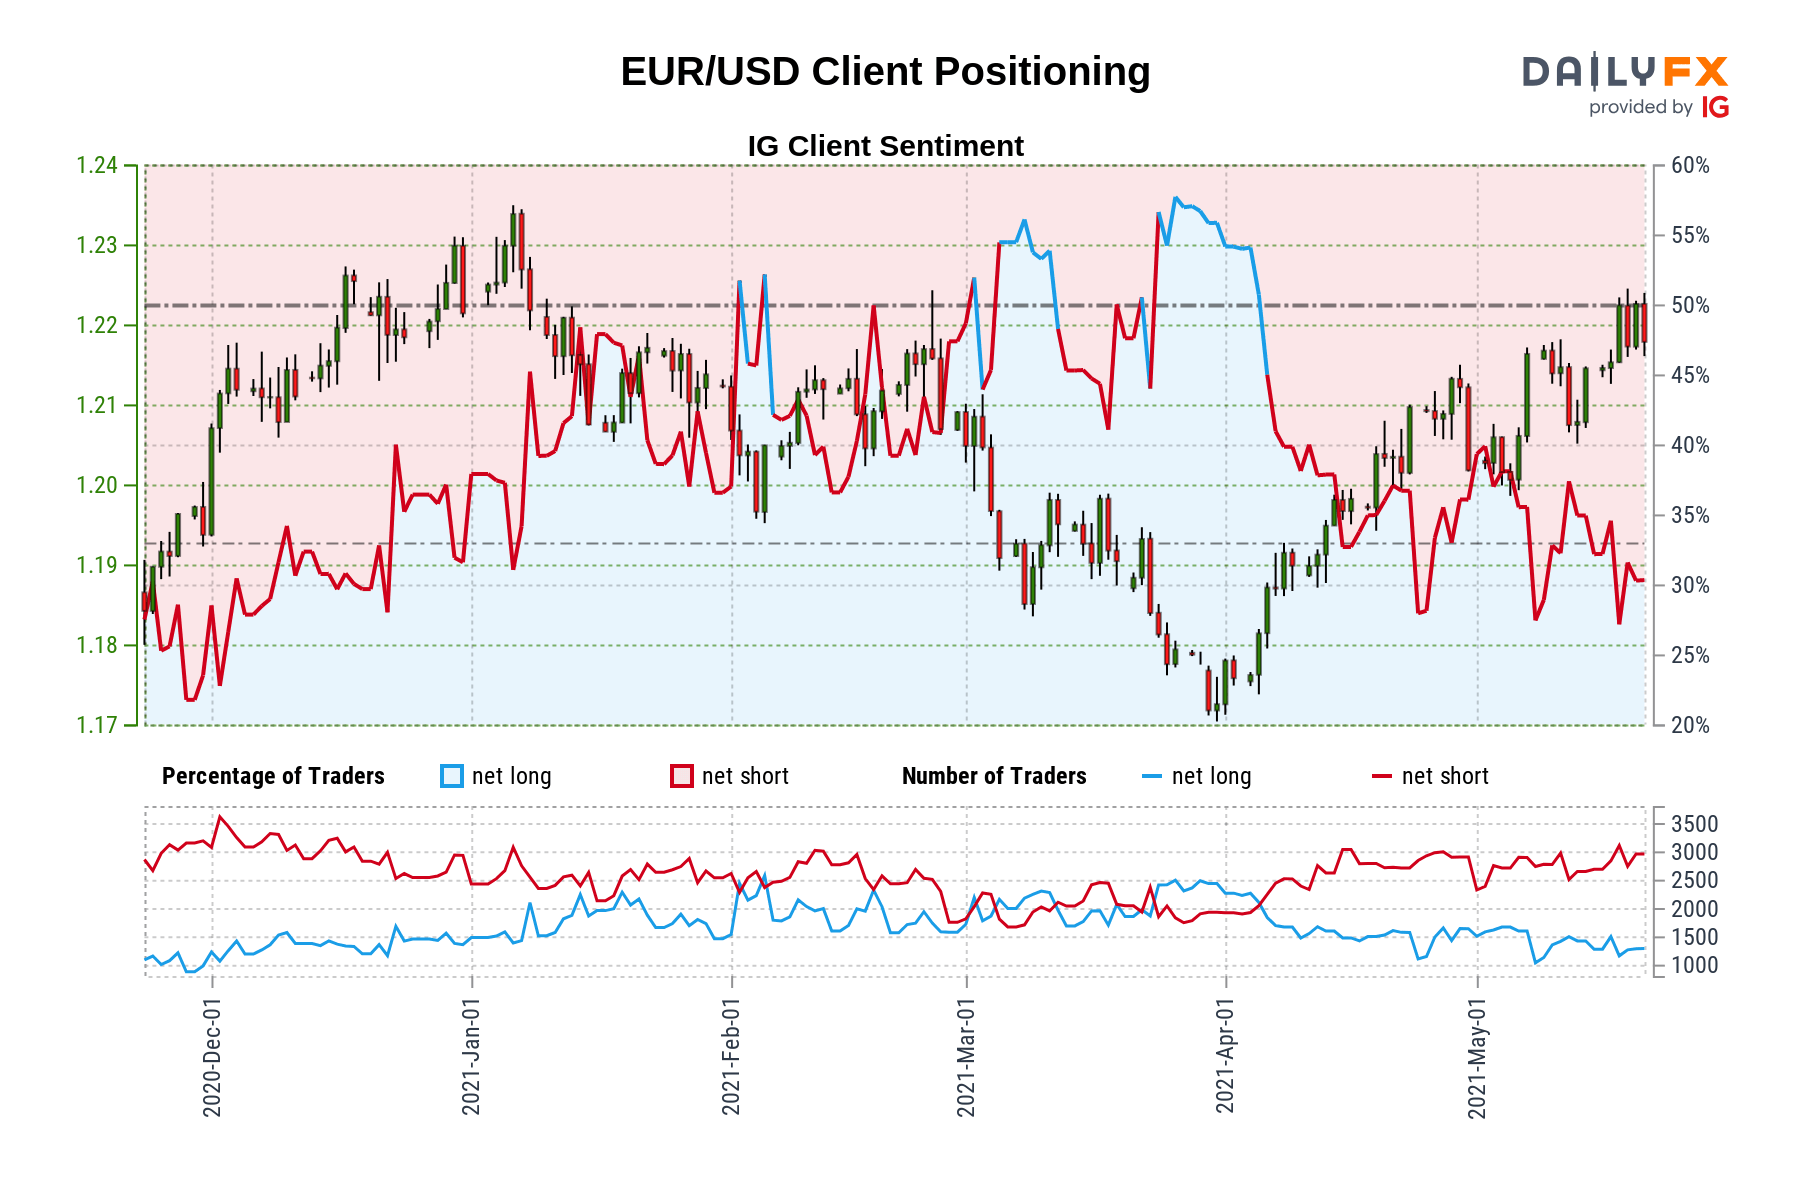 EUR/USD Client Positioning
DAILYFX
provided by IG
IG Client Sentiment
1.24
1.23
1.22
1.21
1.20
1.19
1.18
1.17
60%
55%
50%
45%
40%
35%
30%
25%
20%
Percentage of Traders net long net short Number of Traders net long net short
3500
3000
2500
2000
1500
1000
2020-Dec-01
2021-Jan-01
2021-Feb-01
2021-Mar-01
2021-Apr-01
2021-May-01